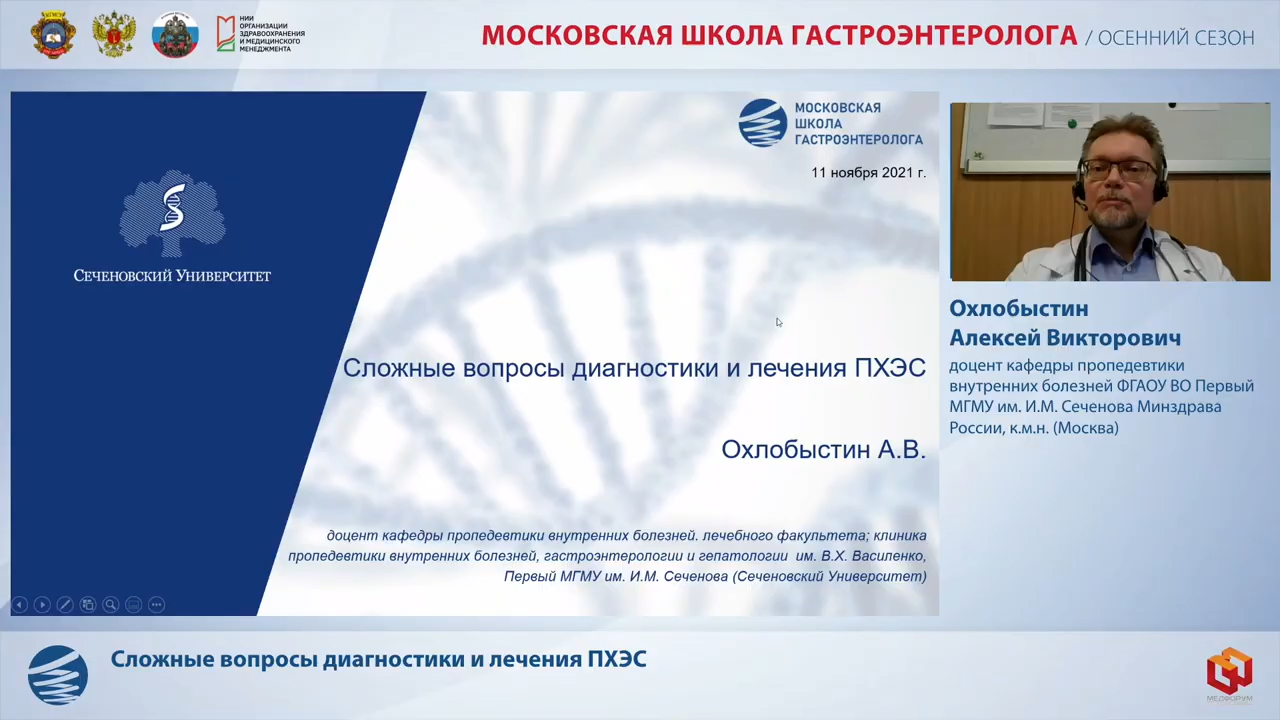 НИИ
ОРГАНИЗАЦИИ
ЗДРАВООХРАНЕНИЯ
И МЕДИЦИНСКОГО
МЕНЕДЖМЕНТА
МОСКОВСКАЯ ШКОЛА ГАСТРОЭНТЕРОЛОГА / ОСЕННИЙ СЕЗОН
МОСКОВСКАЯ
ШКОЛА
ГАСТРОЭНТЕРОЛОГА
11 ноября 2021 г.
СЕЧЕНОВСКИЙ УНИВЕРСИТЕТ
Сложные вопросы диагностики и лечения ПХЭС
Охлобыстин А.В.
доцент кафедры пропедевтики внутренних болезней. лечебного факультета; клиника
пропедевтики внутренних болезней, гастроэнтерологии и гепатологии им. В.Х. Василенко,
Первый МГМУ им. И.М. Сеченова (Сеченовский Университет)
Охлобыстин
Алексей Викторович
доцент кафедры пропедевтики
внутренних болезней ФГАОУ ВО Первый
МГМУ им. И.М. Сеченова Минздрава
России, к.м.н. (Москва)
Сложные вопросы диагностики и лечения ПХЭС
МЕДФОРУМ